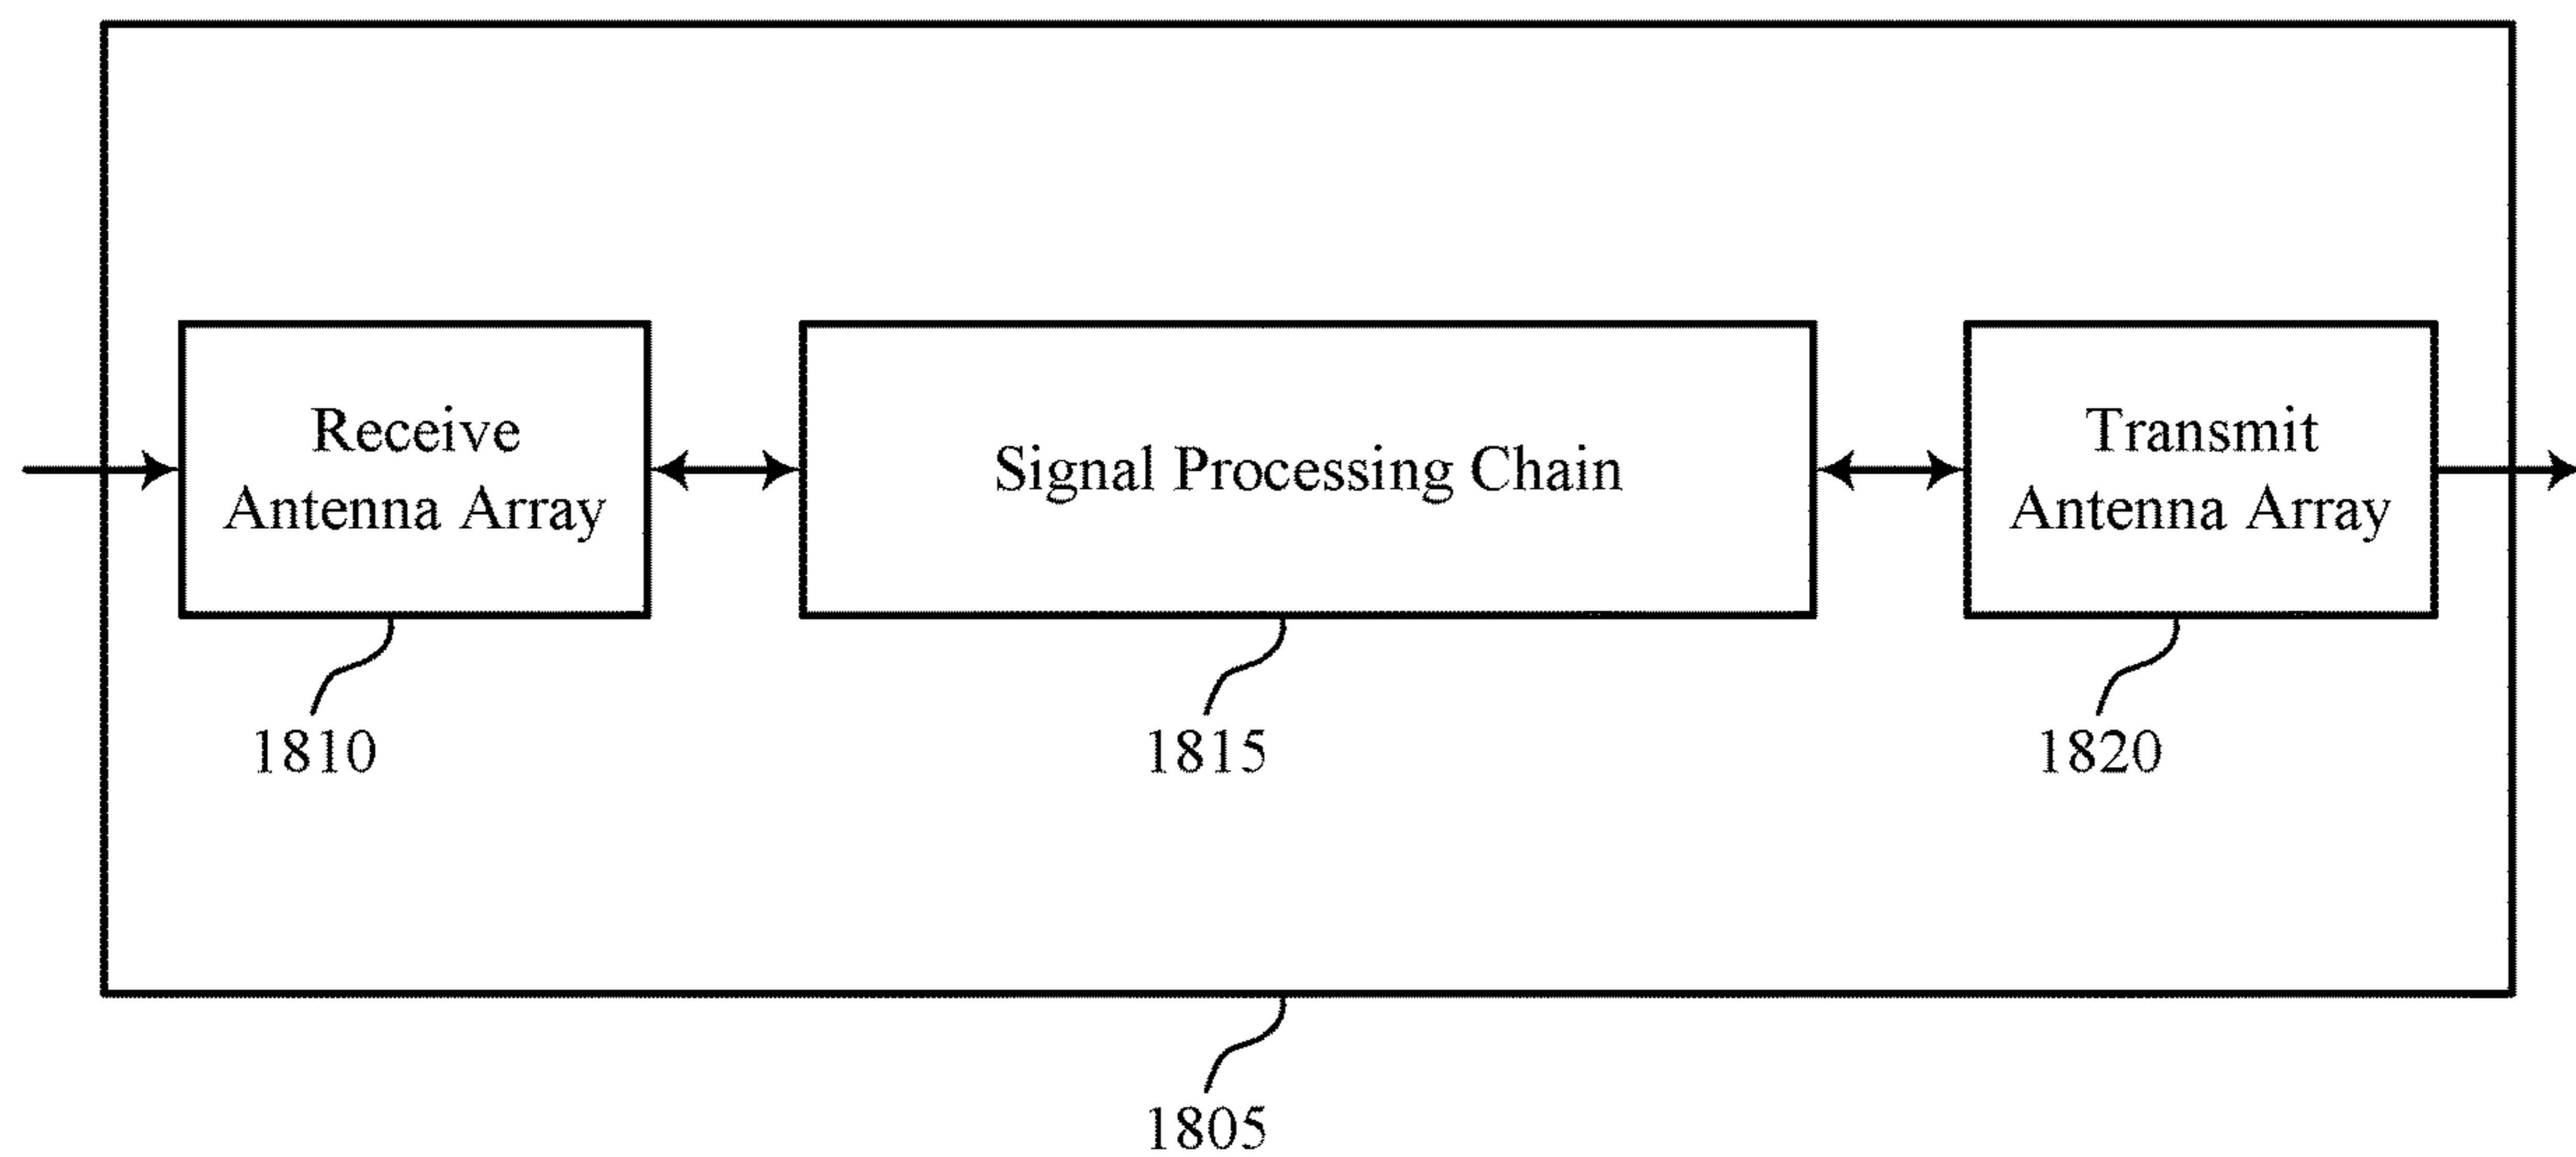 Receive
Antenna Array
Signal Processing Chain
Transmit
Antenna Array
1810
1815
1820
1805